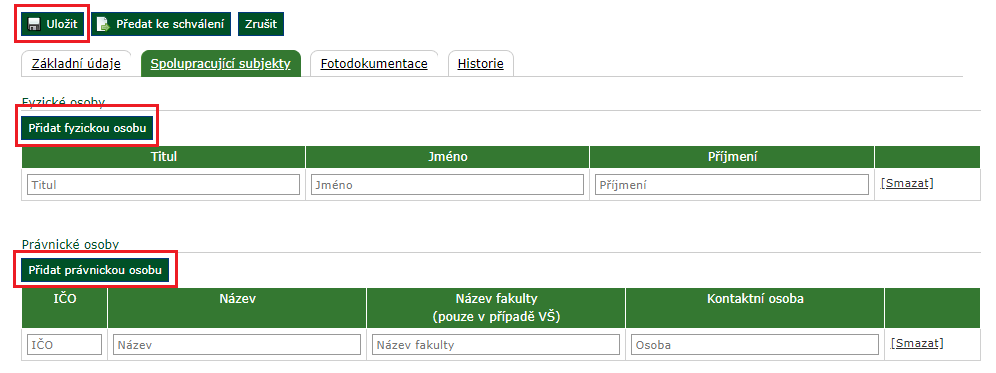 Uložit Předat ke schválení Zrušit
Základní údaje Spolupracující subjekty Fotodokumentace Historie
Fyzické osoby
Přidat fyzickou osobu
Titul Jméno Příjmení
Titul Jméno Příjmení [Smazat]
Právnické osoby
Přidat právnickou osobu
IČO Název Název fakulty Kontaktní osoba
(pouze v případě VŠ)
IČO Název Název fakulty Osoba [Smazat]